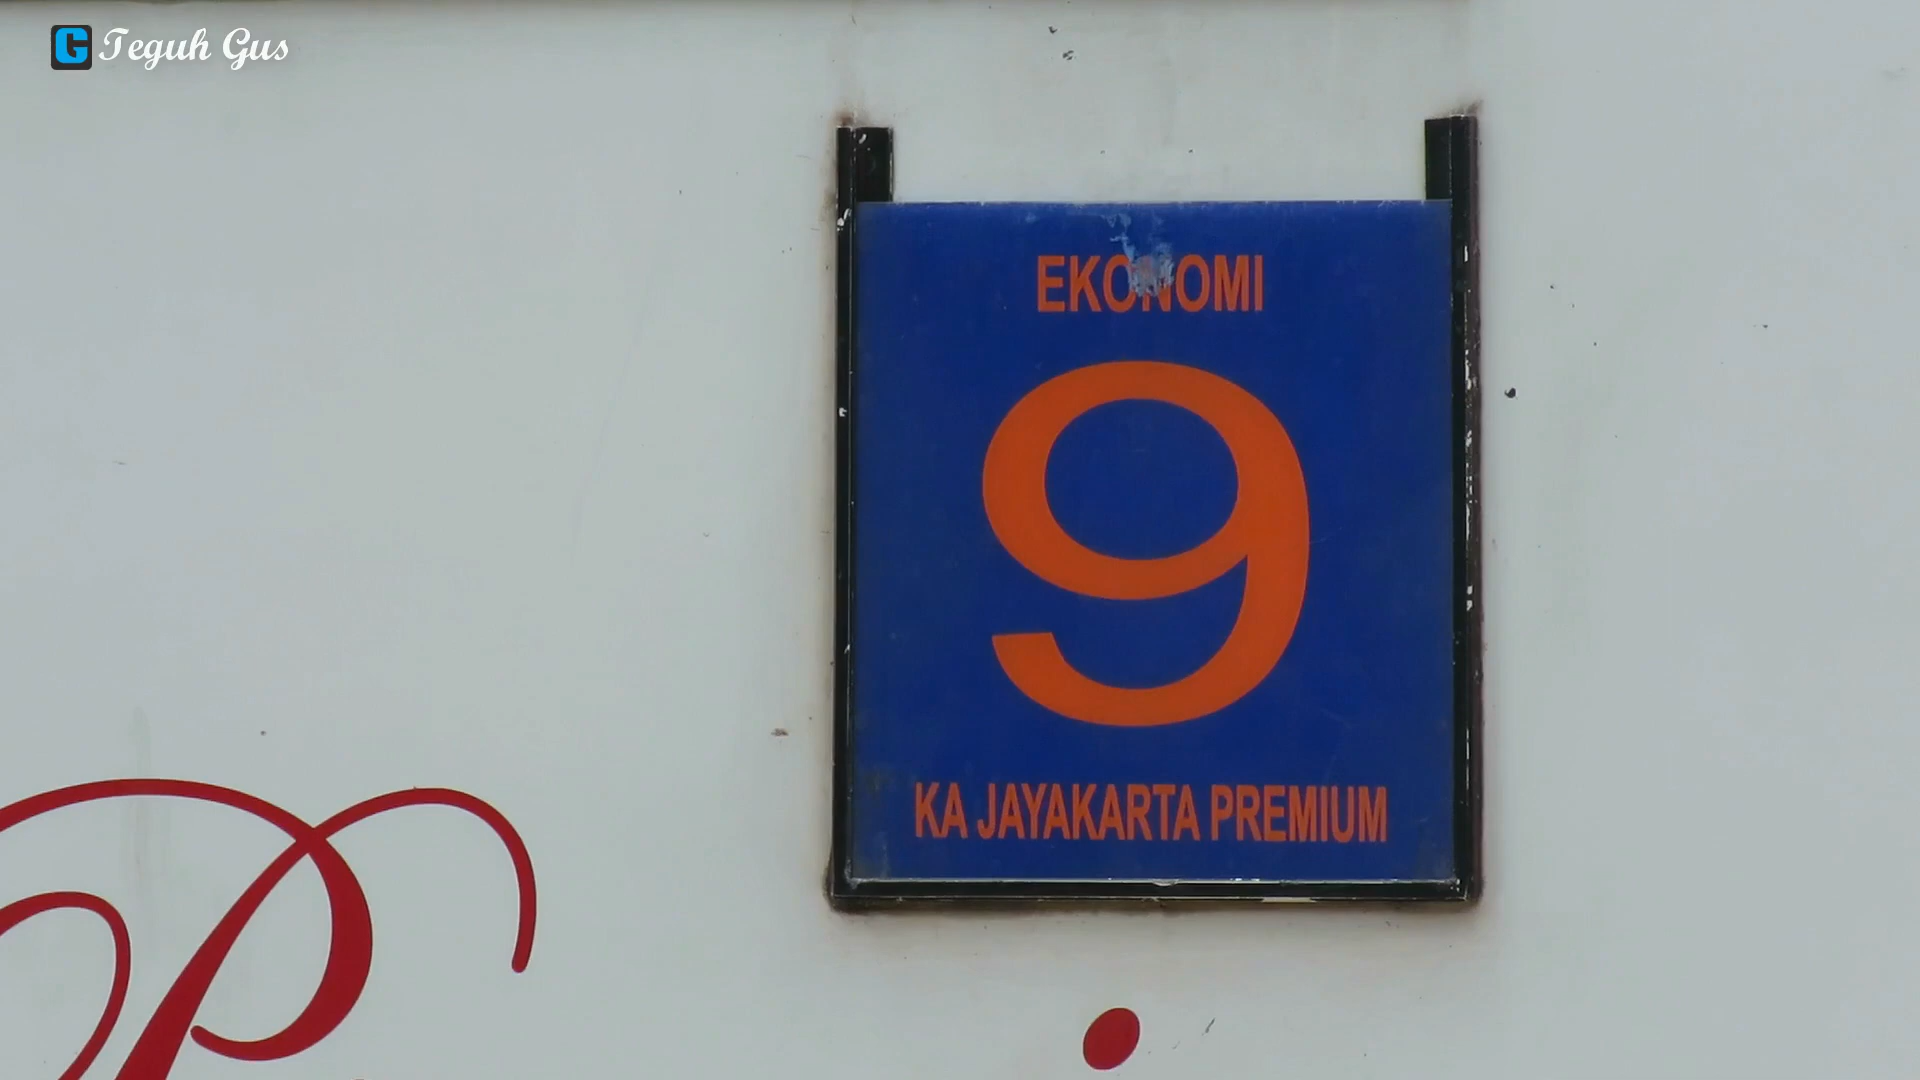 G Teguh Gus
EKONOMI
9
KA JAYAKARTA PREMIUM
P